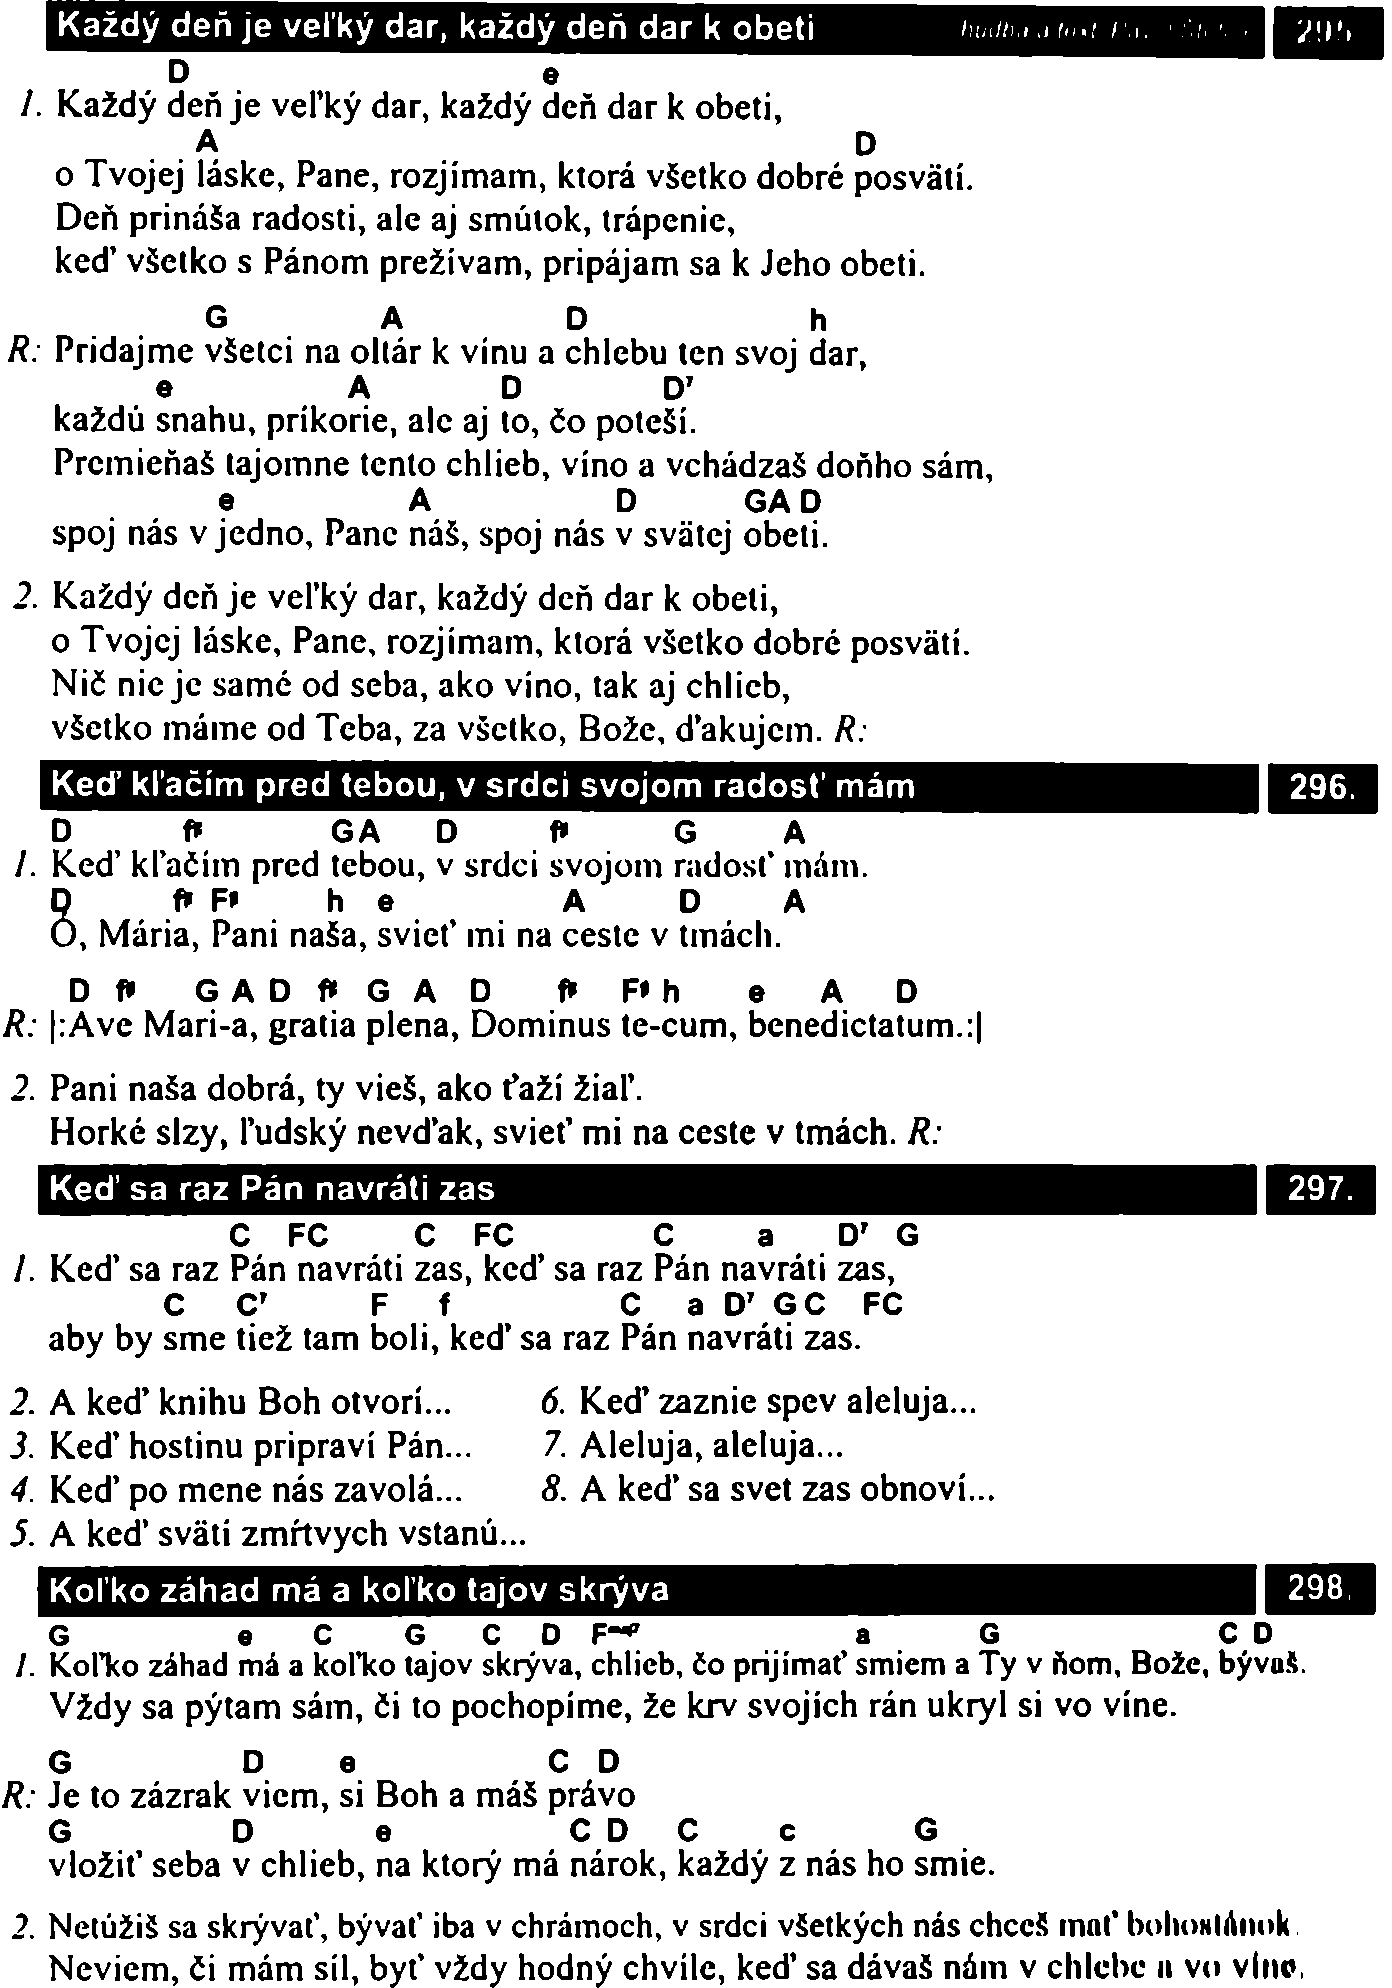 Každý deň je veľký dar, každý deň dar k obeti hudba a text 295
D e
1. Každý deň je veľký dar, každý deň dar k obeti,
A D
o Tvojej láske, Pane, rozjímam, ktorá všetko dobré posvätí.
Deň prináša radosti, ale aj smútok, trápenie,
keď všetko s Pánom prežívam, pripájam sa k Jeho obeti.
G A D h
R: Pridajme všetci na oltár k vínu a chlebu ten svoj dar,
e A D D7
každú snahu, príkorie, ale aj to, čo poteší.
Premieňaš tajomne tento chlieb, víno a vchádzaš doňho sám,
e A D GA D
spoj nás v jedno, Pane náš, spoj nás v svätej obeti.
2. Každý deň je veľký dar, každý deň dar k obeti,
o Tvojej láske, Pane, rozjímam, ktorá všetko dobré posvätí.
Nič nie je samé od seba, ako víno, tak aj chlieb,
všetko máme od Teba, za všetko, Bože, ďakujem. R:
Keď kľačím pred tebou, v srdci svojom radosť mám 296.
D f# GA D f# G A
1. Keď kľačím pred tebou, v srdci svojom radosť mám.
D f# F# h e A D A
Ó, Mária, Pani naša, svieť mi na ceste v tmách.
D f# G A D f# G A D f# F# h e A D
R: |:Ave Mari-a, gratia plena, Dominus te-cum, benedictatum.:|
2. Pani naša dobrá, ty vieš, ako ťaží žiaľ.
Horké slzy, ľudský nevďak, svieť mi na ceste v tmách. R:
Keď sa raz Pán navráti zas 297.
C FC C FC C a D7 G
1. Keď sa raz Pán navráti zas, keď sa raz Pán navráti zas,
C C7 F f C a D7 G C FC
aby by sme tiež tam boli, keď sa raz Pán navráti zas.
2. A keď knihu Boh otvorí... 6. Keď zaznie spev aleluja...
3. Keď hostinu pripraví Pán... 7. Aleluja, aleluja...
4. Keď po mene nás zavolá... 8. A keď sa svet zas obnoví...
5. A keď svätí zmŕtvych vstanú...
Koľko záhad má a koľko tajov skrýva 298.
G e C G C D a G C D
1. Koľko záhad má a koľko tajov skrýva, chlieb, čo prijímať smiem a Ty v ňom, Bože, bývaš.
Vždy sa pýtam sám, či to pochopíme, že krv svojich rán ukryl si vo víne.
G D e C D
R: Je to zázrak viem, si Boh a máš právo
G D e C D C c G
vložiť seba v chlieb, na ktorý má nárok, každý z nás ho smie.
2. Netúžiš sa skrývať, bývať iba v chrámoch, v srdci všetkých nás chceš mať bohostánok.
Neviem, či mám síl, byť vždy hodný chvíle, keď sa dávaš nám v chlebe a vo víne.